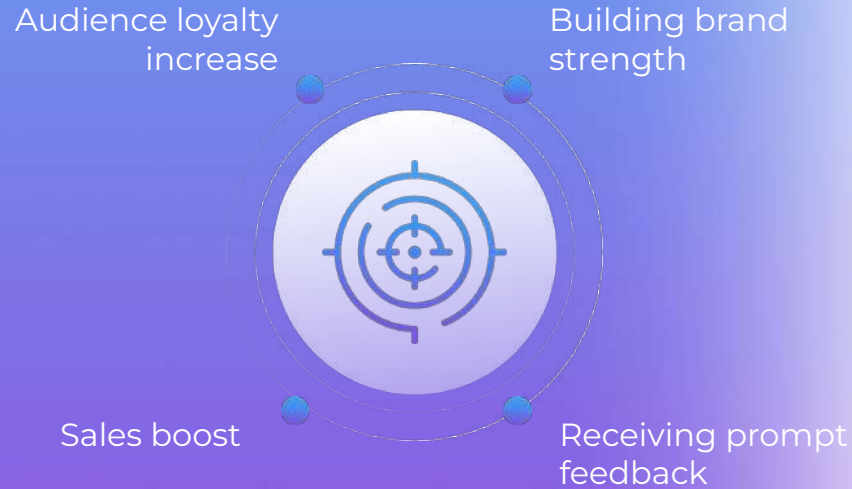 Audience loyalty
increase
Building brand
strength
Sales boost
Receiving prompt
feedback